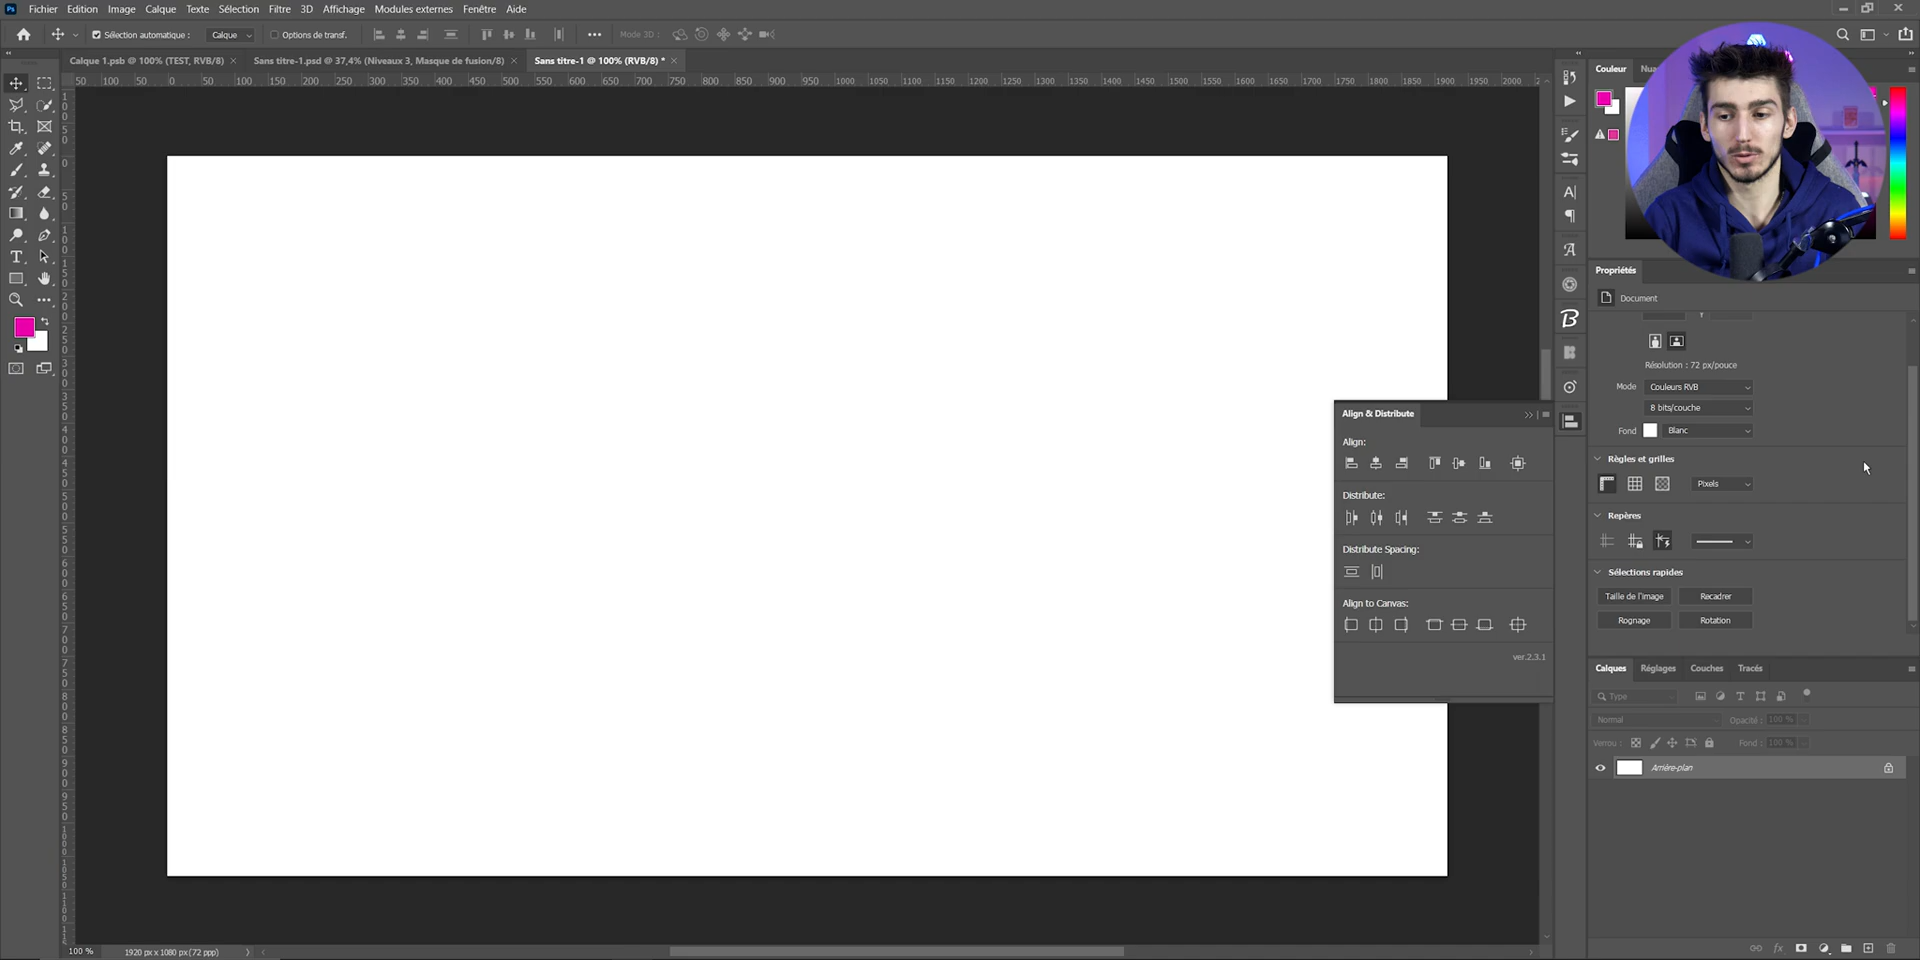 Ps Fichier Edition Image Calque Texte Sélection Filtre 3D Affichage Modules externes Fenêtre Aide
Sélection automatique : Calque Options de transf. Mode 3D :
Calque 1.psb @ 100% (TEST, RVB/8) × Sans titre-1.psd @ 37,4% (Niveaux 3, Masque de fusion/8) × Sans titre-1 @ 100% (RVB/8) * ×
50 100 50 0 50 100 150 200 250 300 350 400 450 500 550 600 650 700 750 800 850 900 950 1000 1050 1100 1150 1200 1250 1300 1350 1400 1450 1500 1550 1600 1650 1700 1750 1800 1850 1900 1950 2000
Couleur
Propriétés
Document
Résolution : 72 px/pouce
Mode Couleurs RVB
8 bits/couche
Fond Blanc
Règles et grilles
Pixels
Repères
Sélections rapides
Taille de l'image Recadrer
Rognage Rotation
Align & Distribute
Align:
Distribute:
Distribute Spacing:
Align to Canvas:
ver.2.3.1
Calques Réglages Couches Tracés
Type
Normal Opacité : 100 %
Verrou : Fond : 100 %
Arrière-plan
100 % 1920 px x 1080 px (72 ppp)